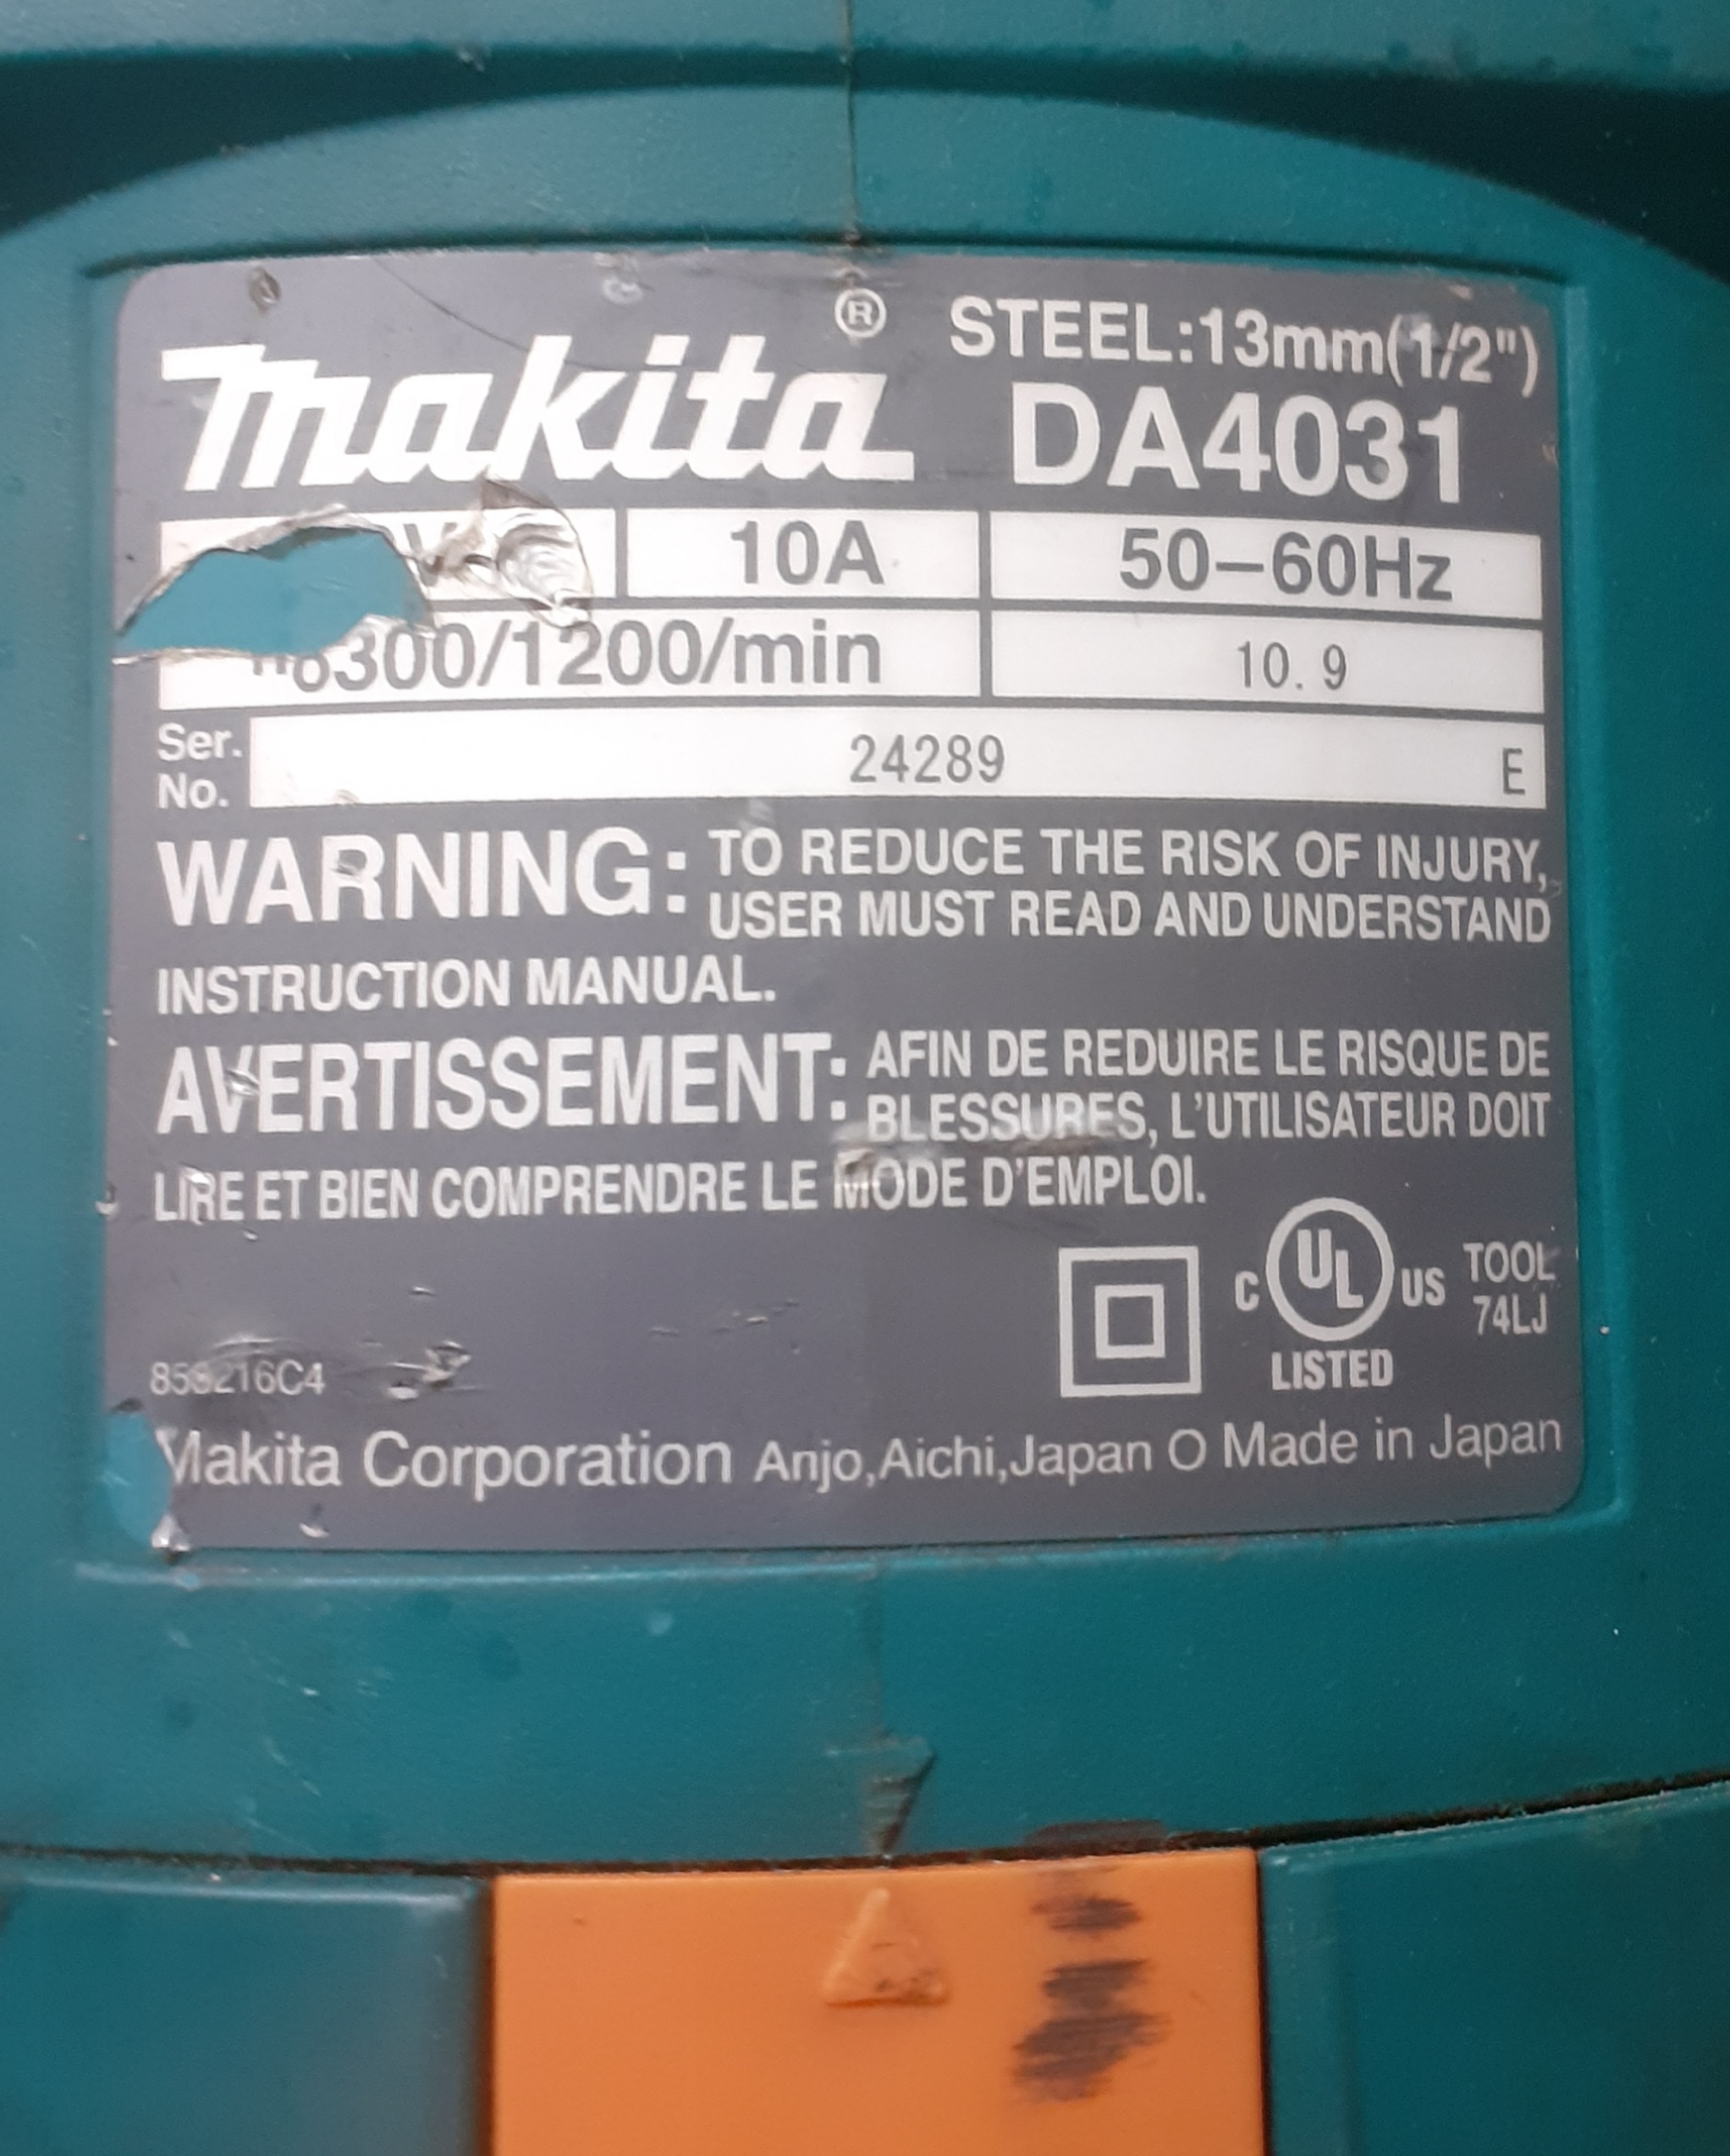 Makita® STEEL:13mm(1/2")
DA4031
10A 50–60Hz
300/1200/min 10. 9
Ser. No. 24289 E
WARNING: TO REDUCE THE RISK OF INJURY,
USER MUST READ AND UNDERSTAND
INSTRUCTION MANUAL.
AVERTISSEMENT: AFIN DE REDUIRE LE RISQUE DE
BLESSURES, L'UTILISATEUR DOIT
LIRE ET BIEN COMPRENDRE LE MODE D'EMPLOI.
C UL US TOOL
74LJ
LISTED
Makita Corporation Anjo,Aichi,Japan O Made in Japan